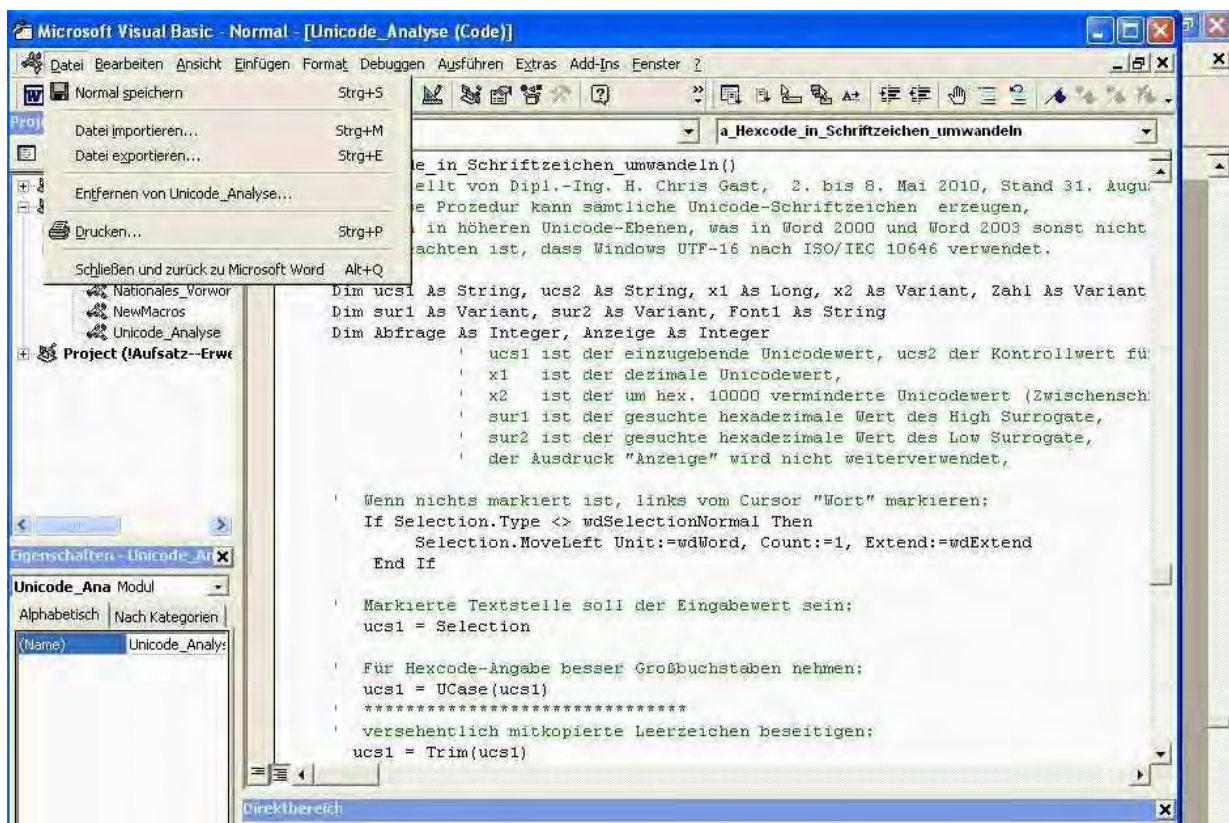 Microsoft Visual Basic - Normal - [Unicode_Analyse (Code)]
Datei Bearbeiten Ansicht Einfügen Format Debuggen Ausführen Extras Add-Ins Fenster ?
Normal speichern Strg+S
Datei importieren... Strg+M
Datei exportieren... Strg+E
Entfernen von Unicode_Analyse...
Drucken... Strg+P
Schließen und zurück zu Microsoft Word Alt+Q
Nationales_Vorwor
NewMacros
Unicode_Analyse
Project (!Aufsatz--Erwe
Eigenschaften - Unicode_An
Unicode_Ana Modul
Alphabetisch Nach Kategorien
(Name) Unicode_Analys
a_Hexcode_in_Schriftzeichen_umwandeln
e_in_Schriftzeichen_umwandeln()
ellt von Dipl.-Ing. H. Chris Gast, 2. bis 8. Mai 2010, Stand 31. Augu
e Prozedur kann sämtliche Unicode-Schriftzeichen erzeugen,
in höheren Unicode-Ebenen, was in Word 2000 und Word 2003 sonst nicht
achten ist, dass Windows UTF-16 nach ISO/IEC 10646 verwendet.
Dim ucs1 As String, ucs2 As String, x1 As Long, x2 As Variant, Zahl As Variant
Dim sur1 As Variant, sur2 As Variant, Font1 As String
Dim Abfrage As Integer, Anzeige As Integer
' ucs1 ist der einzugebende Unicodewert, ucs2 der Kontrollwert fü
' x1 ist der dezimale Unicodewert,
' x2 ist der um hex. 10000 verminderte Unicodewert (Zwischensch
' sur1 ist der gesuchte hexadezimale Wert des High Surrogate,
' sur2 ist der gesuchte hexadezimale Wert des Low Surrogate,
' der Ausdruck "Anzeige" wird nicht weiterverwendet,
' Wenn nichts markiert ist, links vom Cursor "Wort" markieren:
If Selection.Type <> wdSelectionNormal Then
Selection.MoveLeft Unit:=wdWord, Count:=1, Extend:=wdExtend
End If
' Markierte Textstelle soll der Eingabewert sein:
ucs1 = Selection
' Für Hexcode-Angabe besser Großbuchstaben nehmen:
ucs1 = UCase(ucs1)
' *******************************
' versehentlich mitkopierte Leerzeichen beseitigen:
ucs1 = Trim(ucs1)
Direktbereich